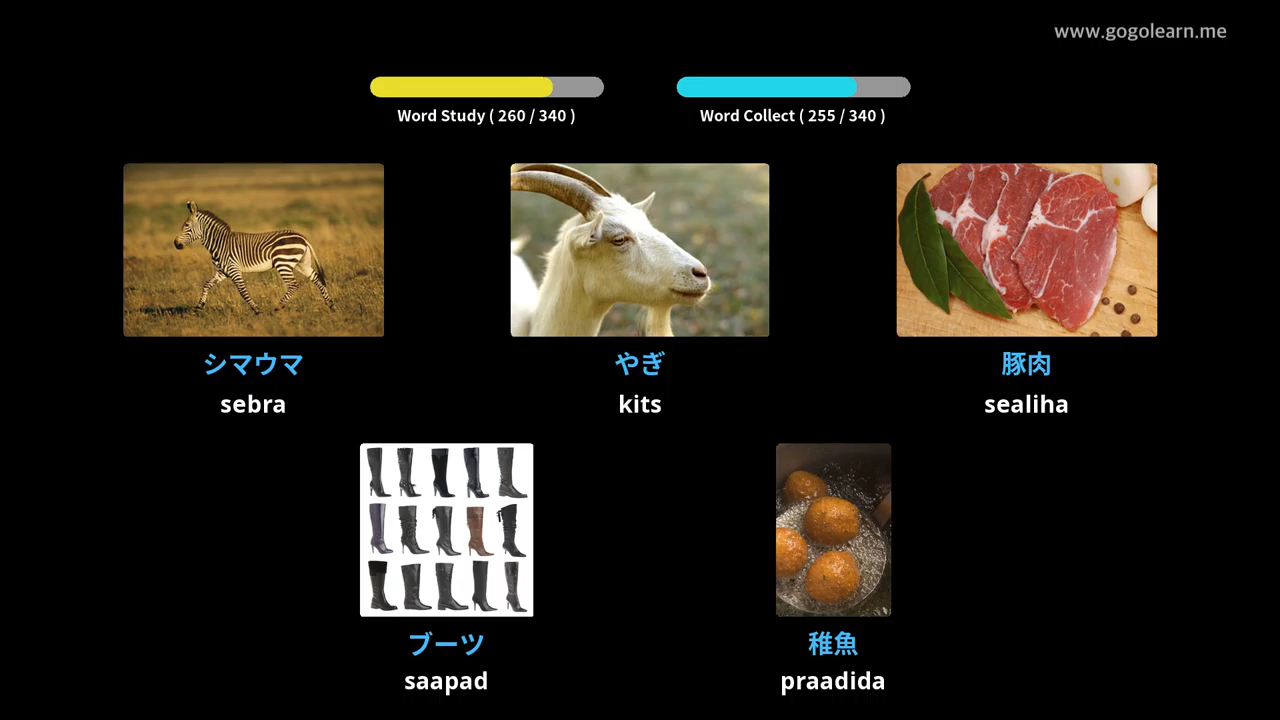 www.gogolearn.me
Word Study ( 260 / 340 )
Word Collect ( 255 / 340 )
シマウマ
やぎ
豚肉
sebra
kits
sealiha
ブーツ
稚魚
saapad
praadida